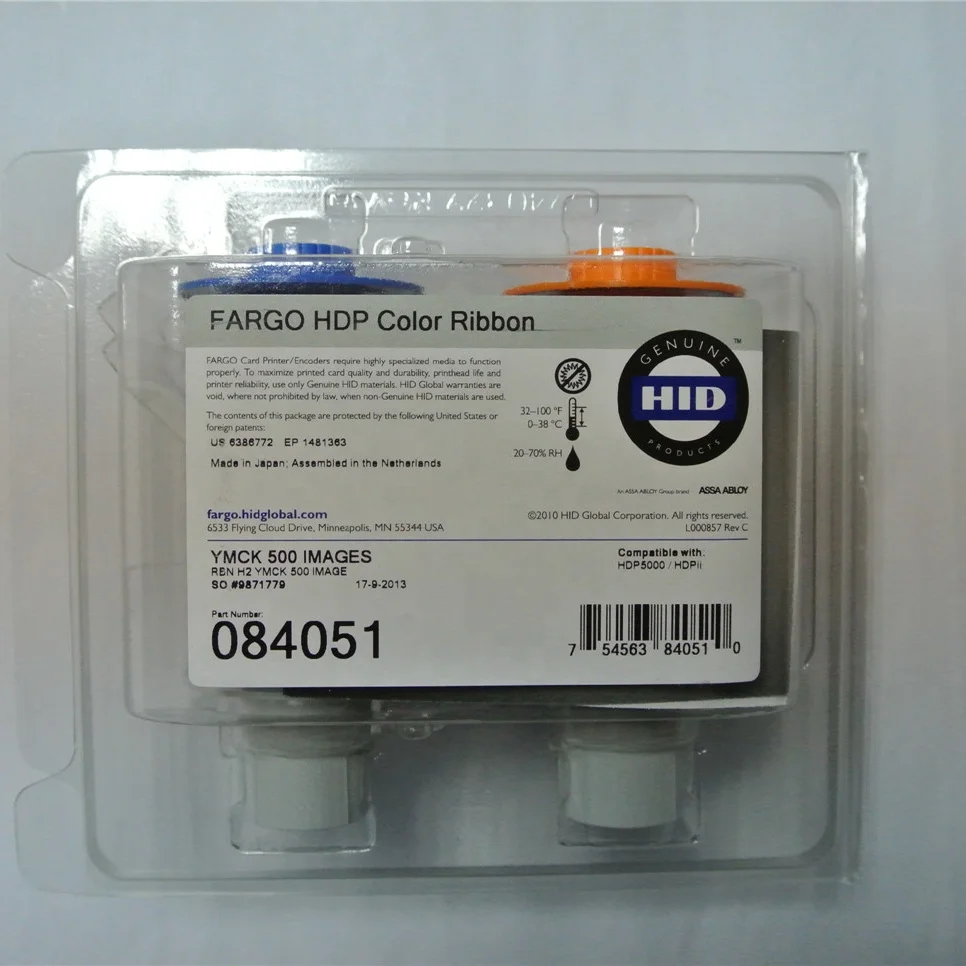 FARGO HDP Color Ribbon
FARGO Card Printer/Encoders require highly specialized media to function
properly. To maximize printed card quality and durability, printhead life and
printer reliability, use only Genuine HID materials. HID Global warranties are
void, where not prohibited by law, when non-Genuine HID materials are used.
The contents of this package are protected by the following United States or
foreign patents:
US 6386772 EP 1481363
Made in Japan; Assembled in the Netherlands
32–100 °F
0–38 °C
20–70% RH
GENUINE
HID
PRODUCTS
™
An ASSA ABLOY Group brand ASSA ABLOY
fargo.hidglobal.com
6533 Flying Cloud Drive, Minneapolis, MN 55344 USA
©2010 HID Global Corporation. All rights reserved.
L000857 Rev C
YMCK 500 IMAGES
RBN H2 YMCK 500 IMAGE
SO #9871779 17-9-2013
Compatible with:
HDP5000 / HDPii
Part Number:
084051
7 54563 84051 0